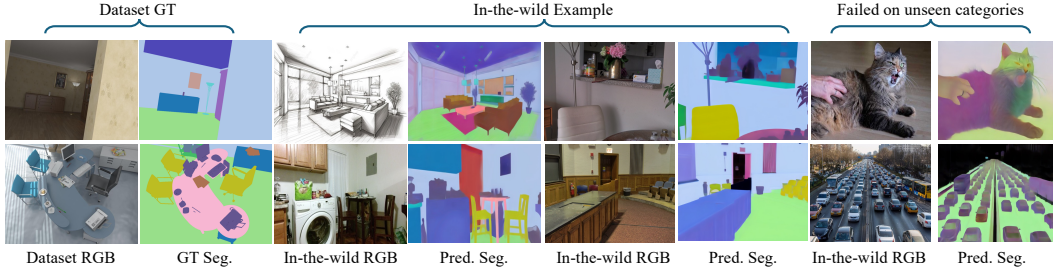 Dataset GT
In-the-wild Example
Failed on unseen categories
Dataset RGB
GT Seg.
In-the-wild RGB
Pred. Seg.
In-the-wild RGB
Pred. Seg.
In-the-wild RGB
Pred. Seg.